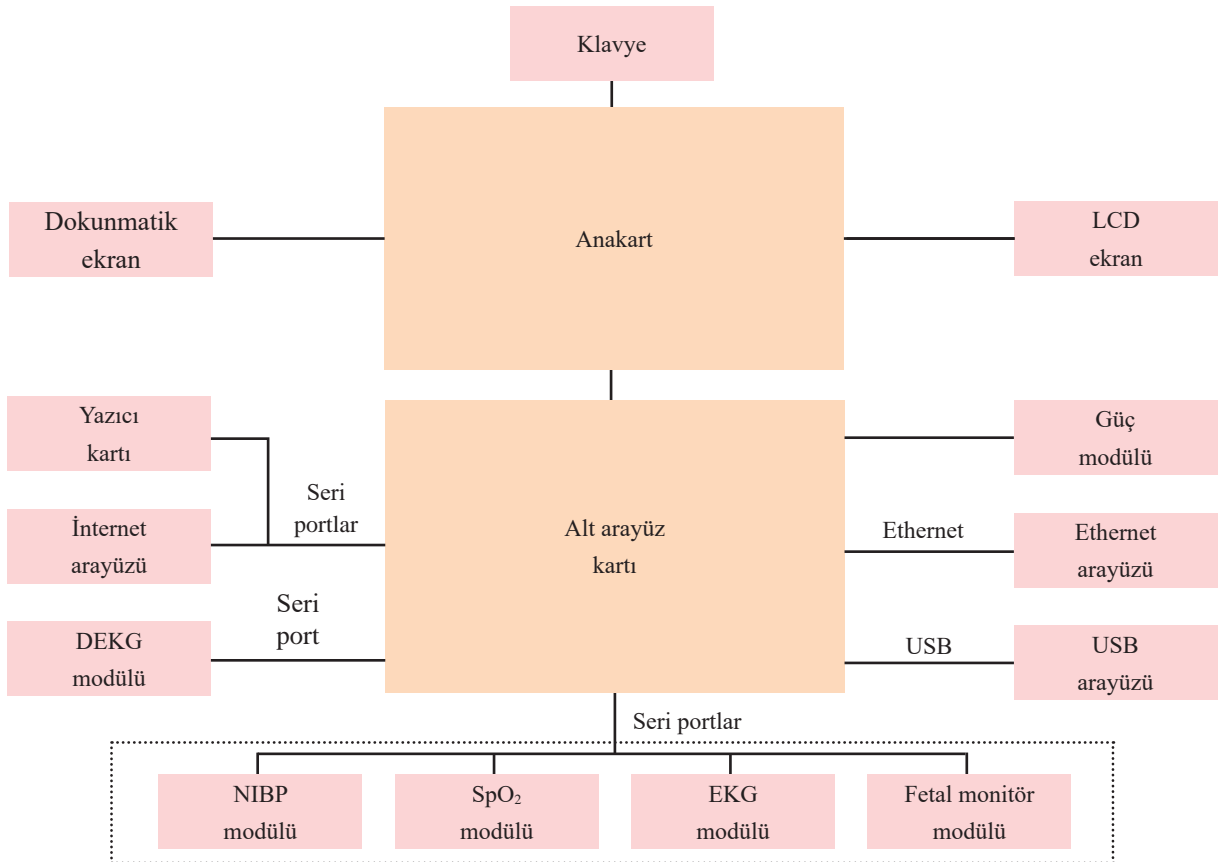 Klavye
Dokunmatik
ekran
Anakart
LCD
ekran
Yazıcı
kartı
Güç
modülü
Seri
portlar
İnternet
arayüzü
Alt arayüz
kartı
Ethernet
Ethernet
arayüzü
Seri
port
DEKG
modülü
USB
USB
arayüzü
Seri portlar
NIBP
modülü
SpO₂
modülü
EKG
modülü
Fetal monitör
modülü